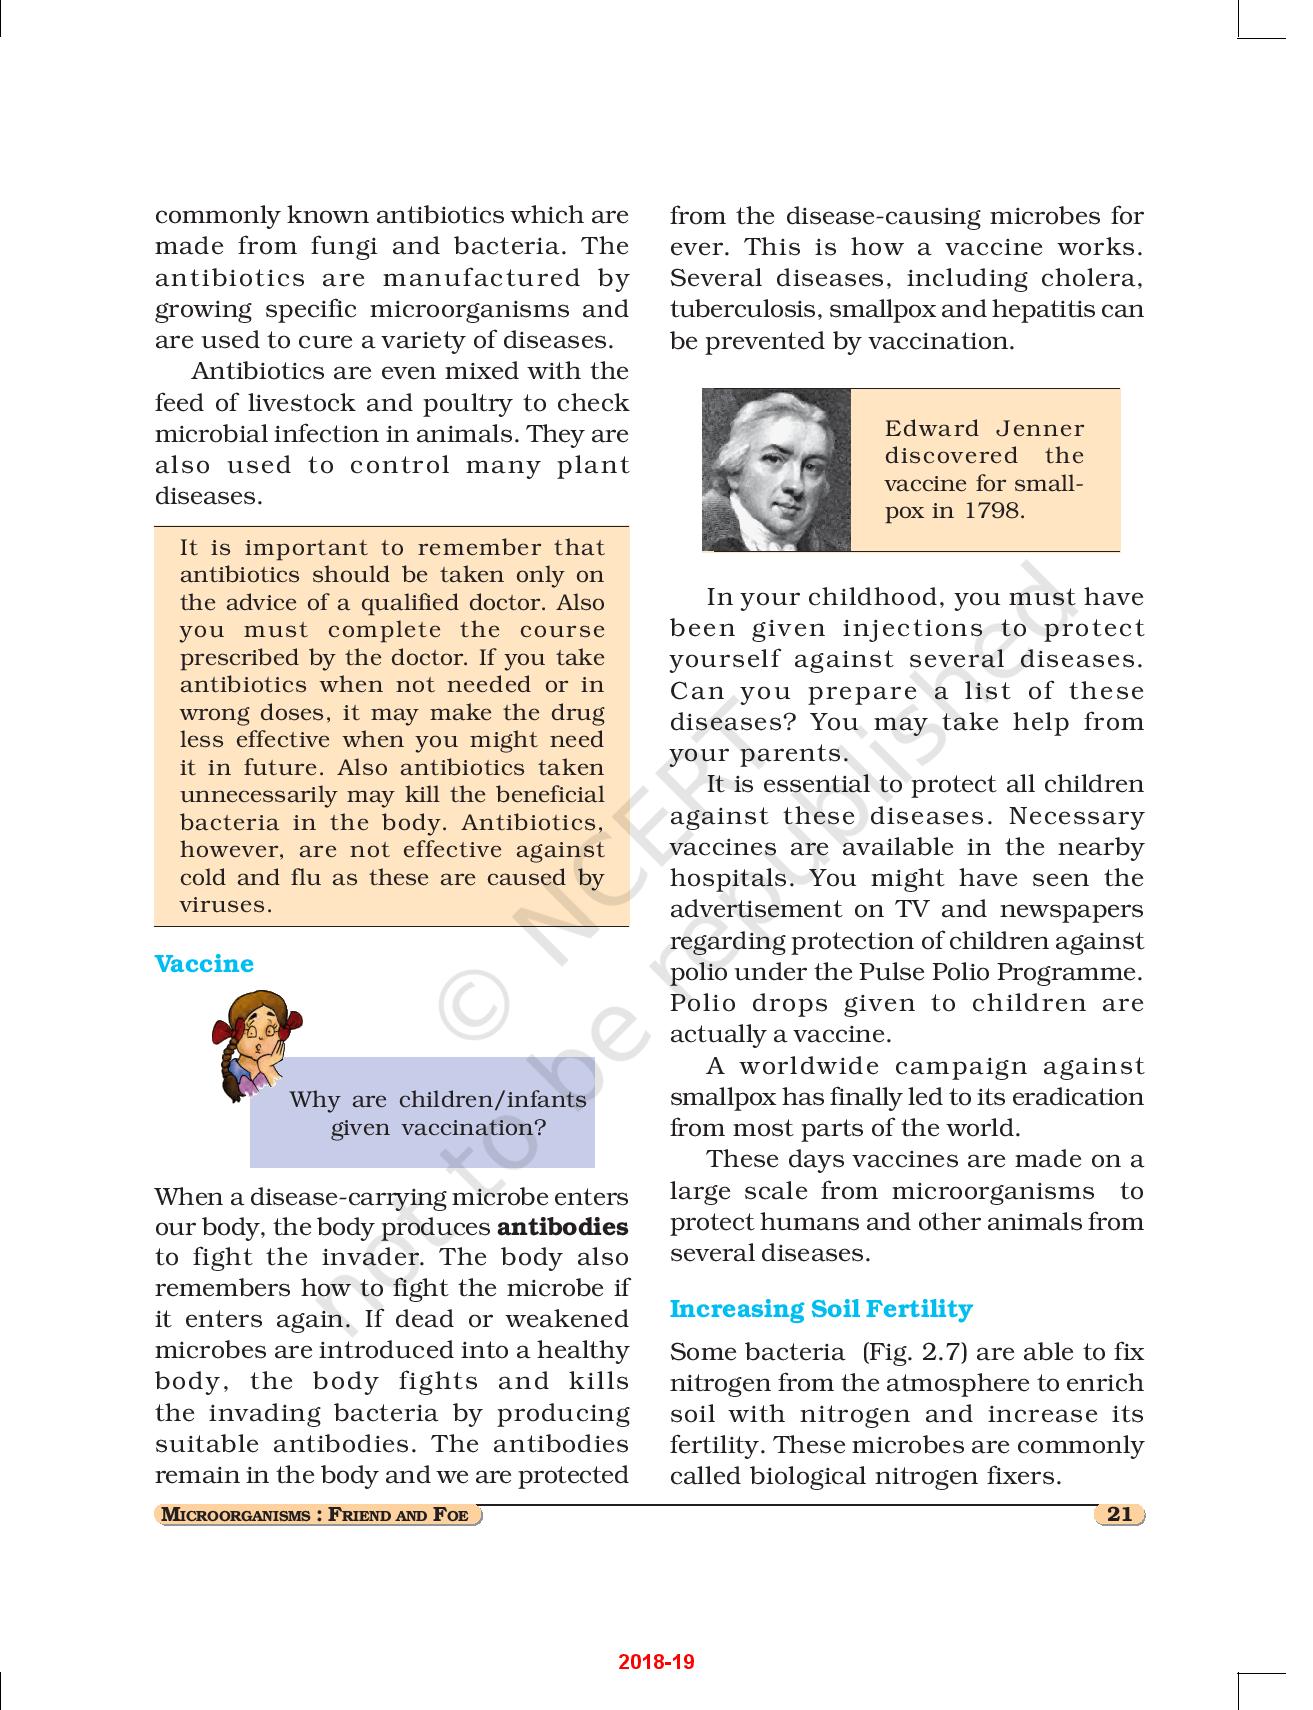 commonly known antibiotics which are
made from fungi and bacteria. The
antibiotics are manufactured by
growing specific microorganisms and
are used to cure a variety of diseases.
Antibiotics are even mixed with the
feed of livestock and poultry to check
microbial infection in animals. They are
also used to control many plant
diseases.
It is important to remember that
antibiotics should be taken only on
the advice of a qualified doctor. Also
you must complete the course
prescribed by the doctor. If you take
antibiotics when not needed or in
wrong doses, it may make the drug
less effective when you might need
it in future. Also antibiotics taken
unnecessarily may kill the beneficial
bacteria in the body. Antibiotics,
however, are not effective against
cold and flu as these are caused by
viruses.
Vaccine
Why are children/infants
given vaccination?
When a disease-carrying microbe enters
our body, the body produces antibodies
to fight the invader. The body also
remembers how to fight the microbe if
it enters again. If dead or weakened
microbes are introduced into a healthy
body, the body fights and kills
the invading bacteria by producing
suitable antibodies. The antibodies
remain in the body and we are protected
from the disease-causing microbes for
ever. This is how a vaccine works.
Several diseases, including cholera,
tuberculosis, smallpox and hepatitis can
be prevented by vaccination.
Edward Jenner
discovered the
vaccine for small-
pox in 1798.
In your childhood, you must have
been given injections to protect
yourself against several diseases.
Can you prepare a list of these
diseases? You may take help from
your parents.
It is essential to protect all children
against these diseases. Necessary
vaccines are available in the nearby
hospitals. You might have seen the
advertisement on TV and newspapers
regarding protection of children against
polio under the Pulse Polio Programme.
Polio drops given to children are
actually a vaccine.
A worldwide campaign against
smallpox has finally led to its eradication
from most parts of the world.
These days vaccines are made on a
large scale from microorganisms to
protect humans and other animals from
several diseases.
Increasing Soil Fertility
Some bacteria (Fig. 2.7) are able to fix
nitrogen from the atmosphere to enrich
soil with nitrogen and increase its
fertility. These microbes are commonly
called biological nitrogen fixers.
© NCERT
not to be republished
MICROORGANISMS : FRIEND AND FOE
21
2018-19